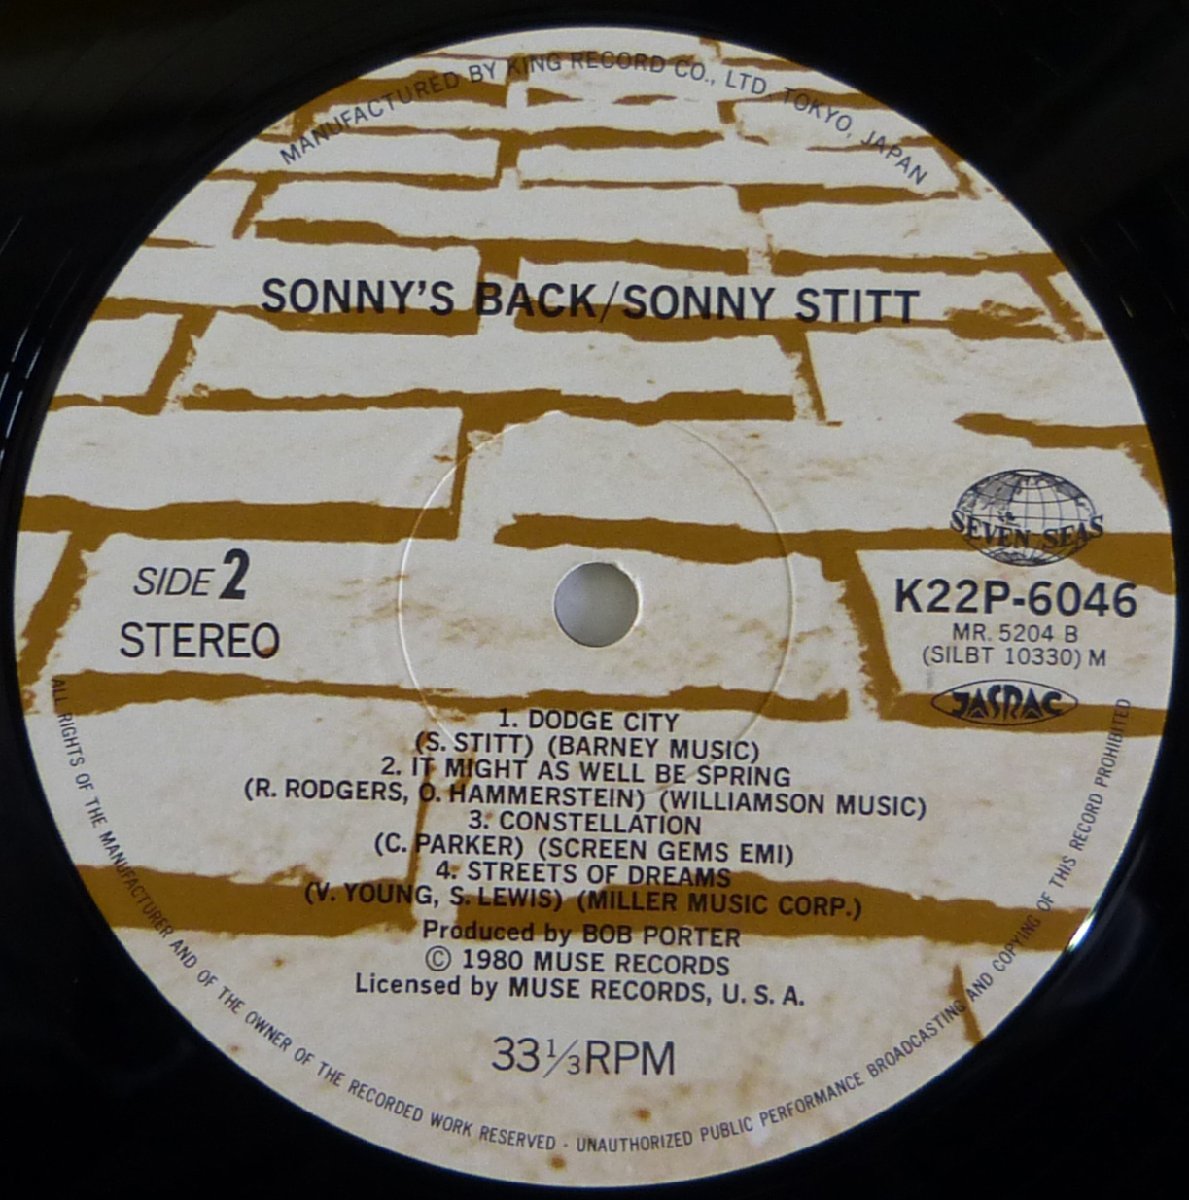 MANUFACTURED BY KING RECORD CO., LTD. TOKYO, JAPAN
SONNY'S BACK/SONNY STITT
SEVEN SEAS
SIDE 2
STEREO
K22P-6046
MR. 5204 B
(SILBT 10330) M
JASRAC
1. DODGE CITY
(S. STITT) (BARNEY MUSIC)
2. IT MIGHT AS WELL BE SPRING
(R. RODGERS, O. HAMMERSTEIN) (WILLIAMSON MUSIC)
3. CONSTELLATION
(C. PARKER) (SCREEN GEMS EMI)
4. STREETS OF DREAMS
(V. YOUNG, S. LEWIS) (MILLER MUSIC CORP.)
Produced by BOB PORTER
© 1980 MUSE RECORDS
Licensed by MUSE RECORDS, U. S. A.
33 1/3 RPM
ALL RIGHTS OF THE MANUFACTURER AND OF THE OWNER OF THE RECORDED WORK RESERVED - UNAUTHORIZED PUBLIC PERFORMANCE BROADCASTING AND COPYING OF THIS RECORD PROHIBITED